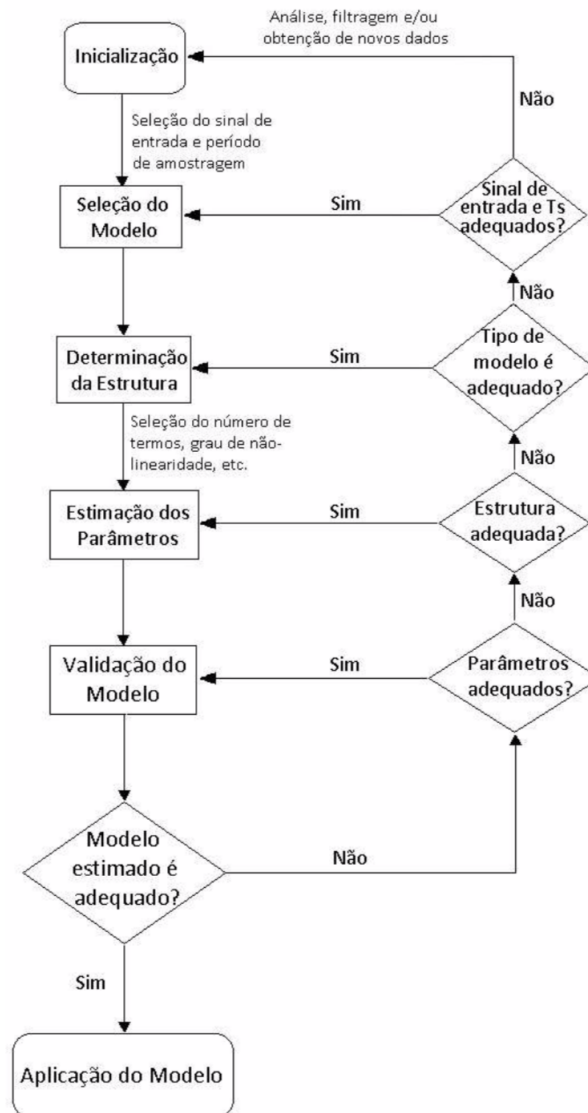 Análise, filtragem e/ou
obtenção de novos dados
Inicialização
Não
Seleção do sinal de
entrada e período
de amostragem
Sinal de
entrada e Ts
adequados?
Sim
Seleção do
Modelo
Não
Tipo de
modelo é
adequado?
Sim
Determinação
da Estrutura
Seleção do número de
termos, grau de não-
linearidade, etc.
Não
Estrutura
adequada?
Sim
Estimação dos
Parâmetros
Não
Parâmetros
adequados?
Sim
Validação do
Modelo
Modelo
estimado é
adequado?
Não
Sim
Aplicação do Modelo